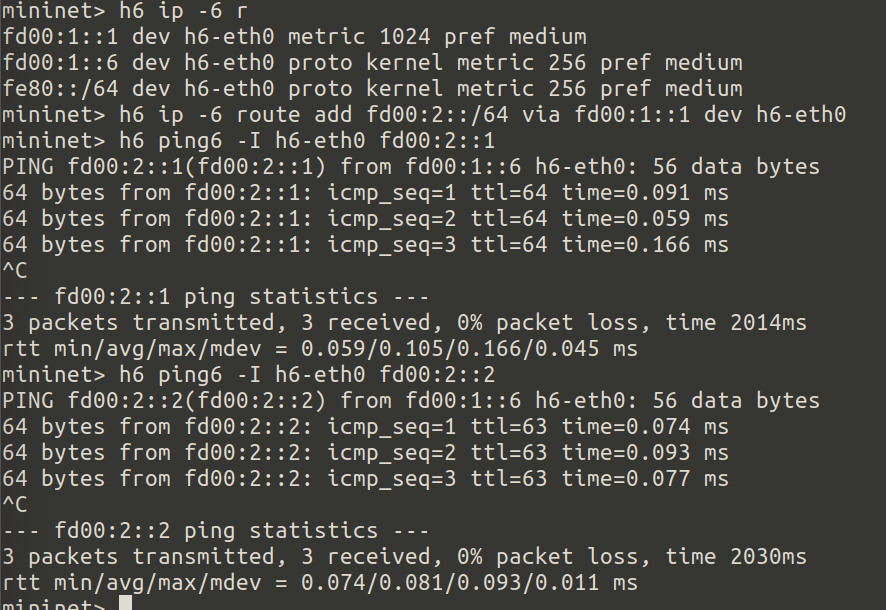 mininet> h6 ip -6 r
fd00:1::1 dev h6-eth0 metric 1024 pref medium
fd00:1::6 dev h6-eth0 proto kernel metric 256 pref medium
fe80::/64 dev h6-eth0 proto kernel metric 256 pref medium
mininet> h6 ip -6 route add fd00:2::/64 via fd00:1::1 dev h6-eth0
mininet> h6 ping6 -I h6-eth0 fd00:2::1
PING fd00:2::1(fd00:2::1) from fd00:1::6 h6-eth0: 56 data bytes
64 bytes from fd00:2::1: icmp_seq=1 ttl=64 time=0.091 ms
64 bytes from fd00:2::1: icmp_seq=2 ttl=64 time=0.059 ms
64 bytes from fd00:2::1: icmp_seq=3 ttl=64 time=0.166 ms
^C
--- fd00:2::1 ping statistics ---
3 packets transmitted, 3 received, 0% packet loss, time 2014ms
rtt min/avg/max/mdev = 0.059/0.105/0.166/0.045 ms
mininet> h6 ping6 -I h6-eth0 fd00:2::2
PING fd00:2::2(fd00:2::2) from fd00:1::6 h6-eth0: 56 data bytes
64 bytes from fd00:2::2: icmp_seq=1 ttl=63 time=0.074 ms
64 bytes from fd00:2::2: icmp_seq=2 ttl=63 time=0.093 ms
64 bytes from fd00:2::2: icmp_seq=3 ttl=63 time=0.077 ms
^C
--- fd00:2::2 ping statistics ---
3 packets transmitted, 3 received, 0% packet loss, time 2030ms
rtt min/avg/max/mdev = 0.074/0.081/0.093/0.011 ms
mininet>